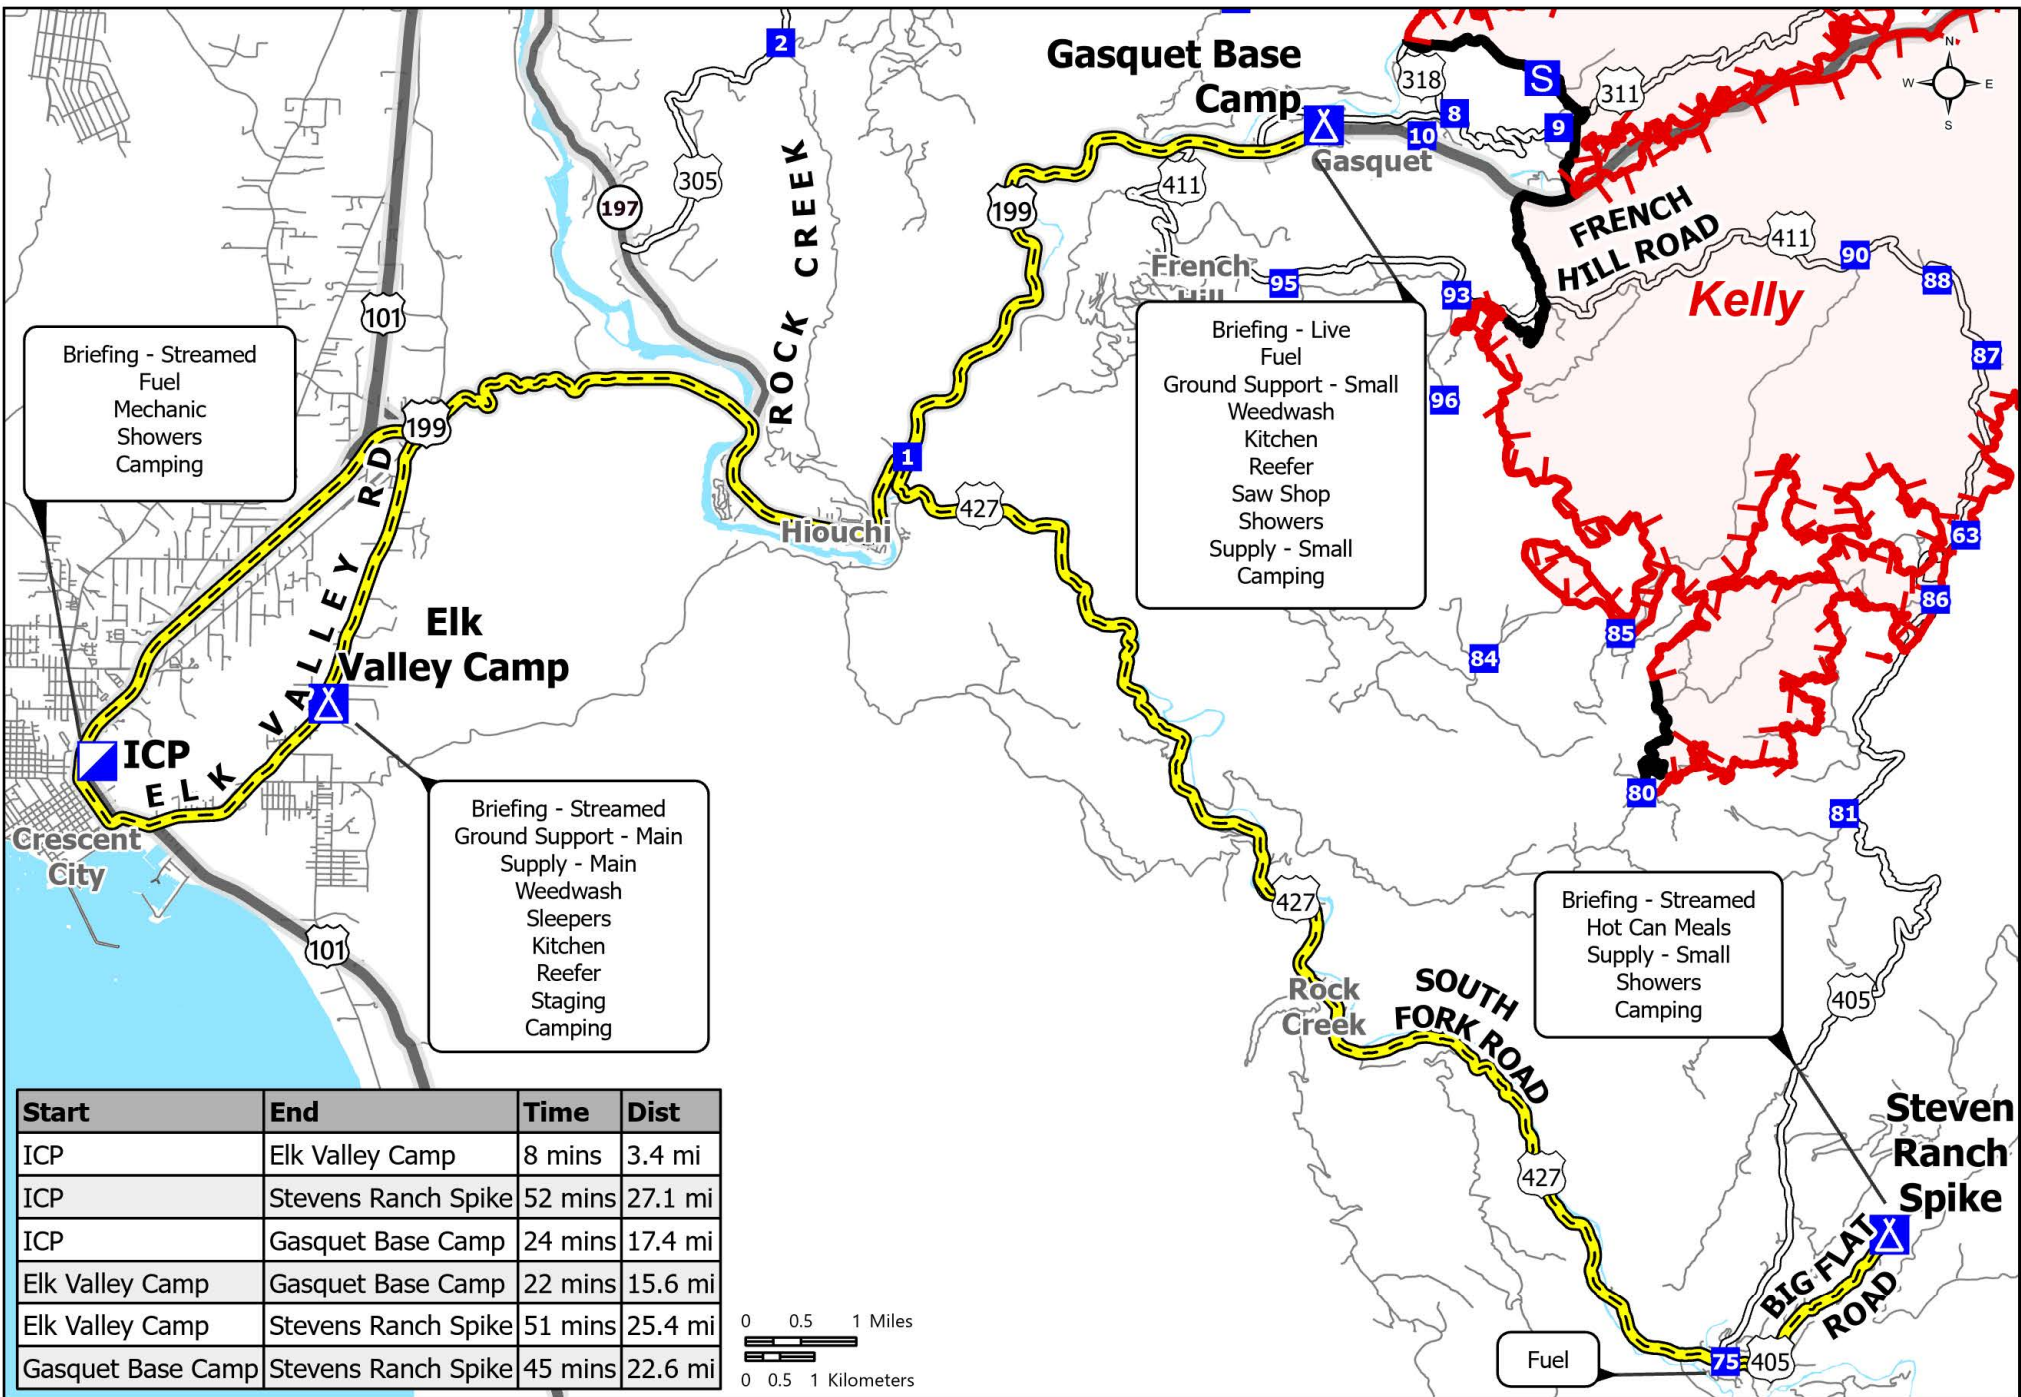 Gasquet Base
Camp
2
318
S
311
N
W
E
S
8
9
10
Gasquet
305
197
ROCK CREEK
411
199
FRENCH
HILL ROAD
411
90
88
French
Hill
95
93
Kelly
101
87
Briefing - Streamed
Fuel
Mechanic
Showers
Camping
Briefing - Live
Fuel
Ground Support - Small
Weedwash
Kitchen
Reefer
Saw Shop
Showers
Supply - Small
Camping
96
199
1
427
Hiouchi
63
86
85
84
Elk
Valley Camp
ELK VALLEY RD
ICP
80
81
Crescent
City
Briefing - Streamed
Ground Support - Main
Supply - Main
Weedwash
Sleepers
Kitchen
Reefer
Staging
Camping
101
427
Briefing - Streamed
Hot Can Meals
Supply - Small
Showers
Camping
Rock
Creek
SOUTH
FORK ROAD
405
Steven
Ranch
Spike
427
BIG FLAT
ROAD
Fuel
75
405
Start End Time Dist
ICP Elk Valley Camp 8 mins 3.4 mi
ICP Stevens Ranch Spike 52 mins 27.1 mi
ICP Gasquet Base Camp 24 mins 17.4 mi
Elk Valley Camp Gasquet Base Camp 22 mins 15.6 mi
Elk Valley Camp Stevens Ranch Spike 51 mins 25.4 mi
Gasquet Base Camp Stevens Ranch Spike 45 mins 22.6 mi
0 0.5 1 Miles
0 0.5 1 Kilometers